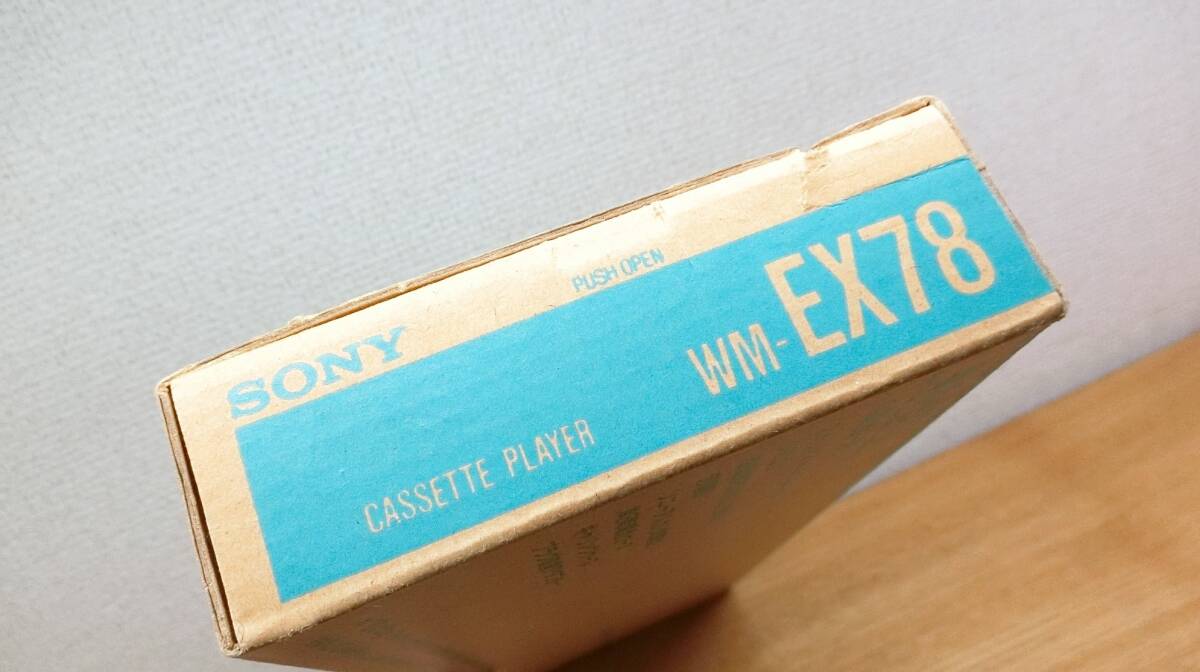 SONY
PUSH OPEN
WM-EX78
CASSETTE PLAYER